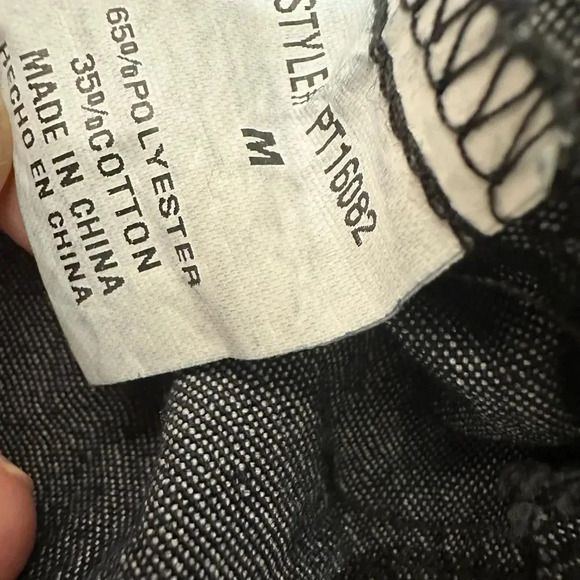 STYLE# PT16082
M
65%POLYESTER
35%COTTON
MADE IN CHINA
HECHO EN CHINA